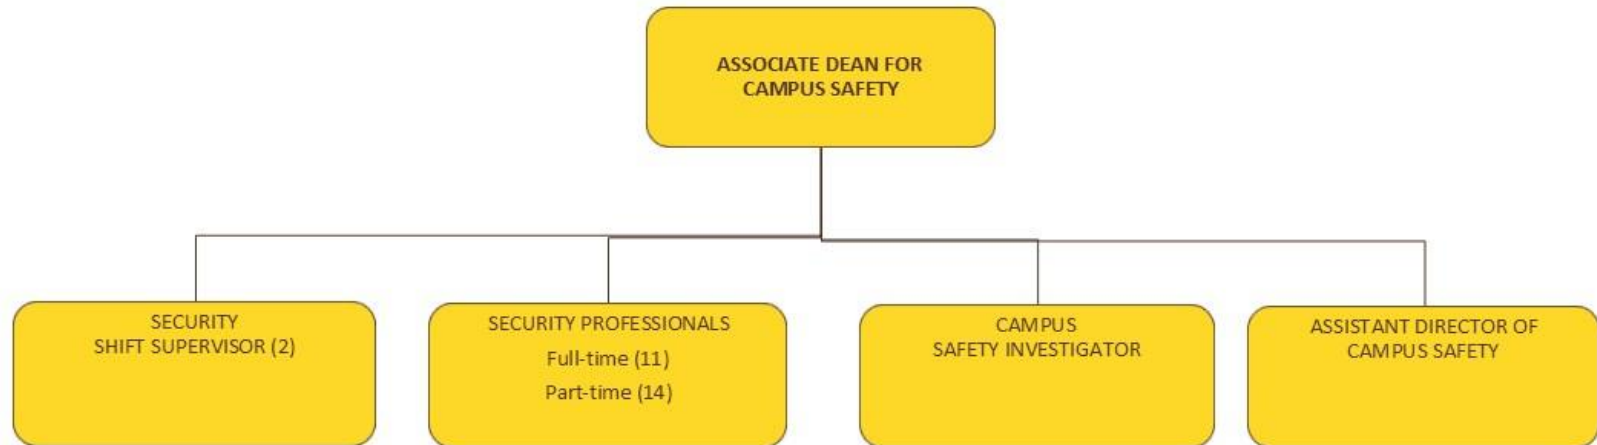 ASSOCIATE DEAN FOR
CAMPUS SAFETY
SECURITY
SHIFT SUPERVISOR (2)
SECURITY PROFESSIONALS
Full-time (11)
Part-time (14)
CAMPUS
SAFETY INVESTIGATOR
ASSISTANT DIRECTOR OF
CAMPUS SAFETY